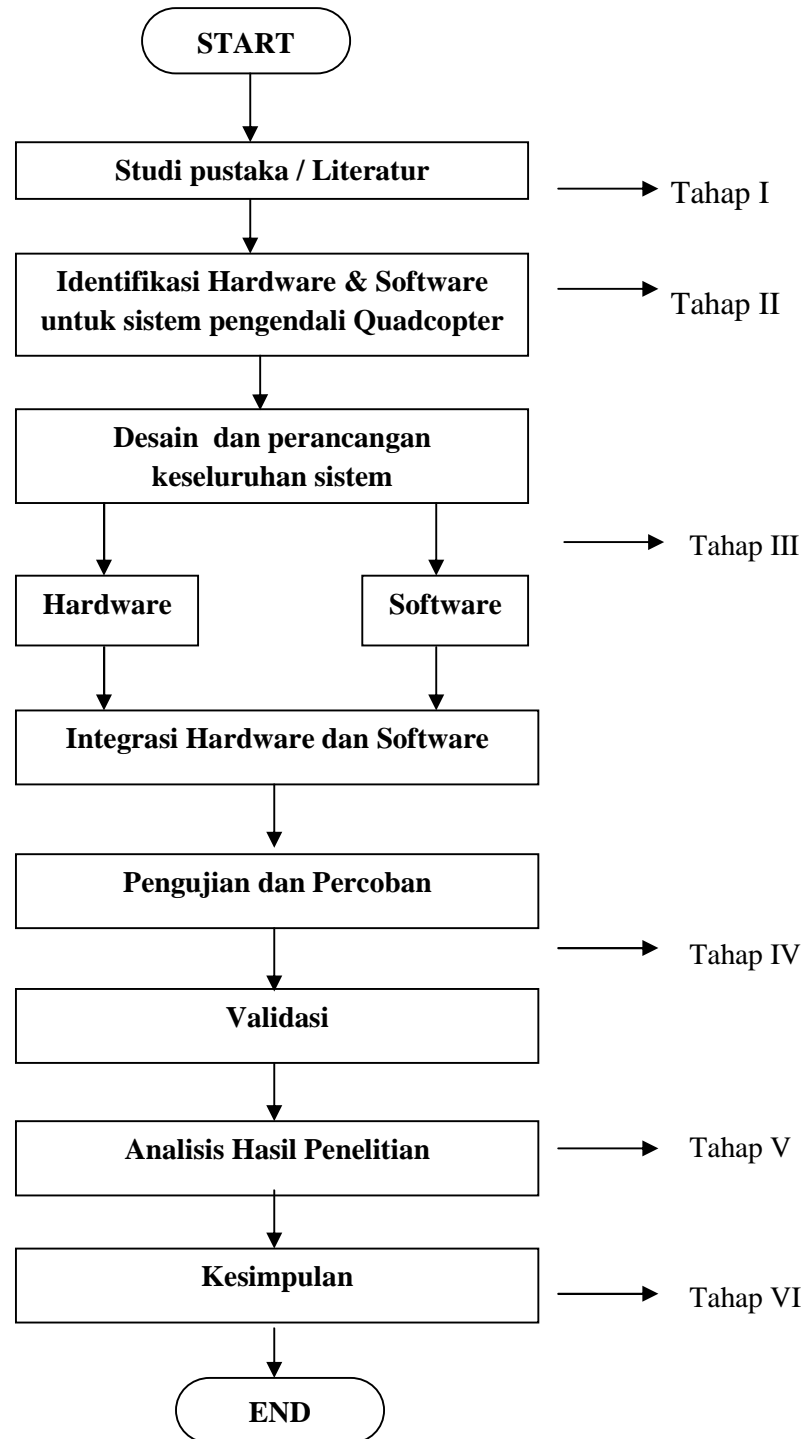 START
Studi pustaka / Literatur
Tahap I
Identifikasi Hardware & Software
untuk sistem pengendali Quadcopter
Tahap II
Desain dan perancangan
keseluruhan sistem
Tahap III
Hardware
Software
Integrasi Hardware dan Software
Pengujian dan Percoban
Tahap IV
Validasi
Analisis Hasil Penelitian
Tahap V
Kesimpulan
Tahap VI
END